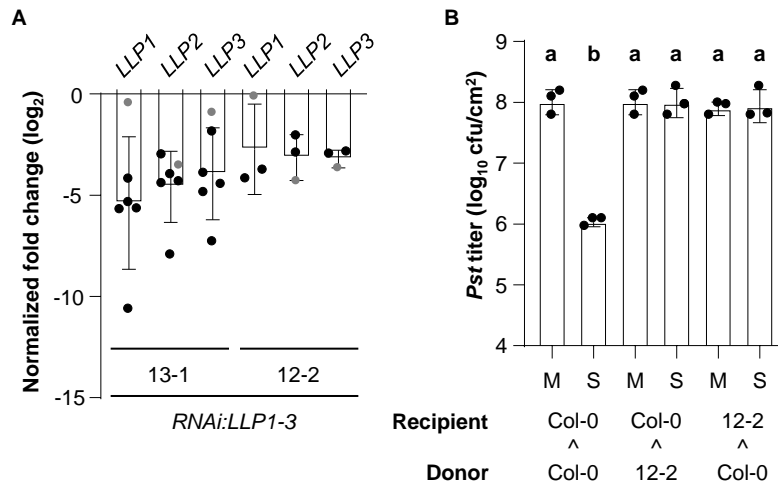 A
LLP1 LLP2 LLP3 LLP1 LLP2 LLP3
Normalized fold change (log2)
0
-5
-10
-15
13-1 12-2
RNAi:LLP1-3
B
Pst titer (log10 cfu/cm²)
9
8
7
6
5
4
a b a a a a
M S M S M S
Recipient Col-0 Col-0 12-2
^ ^ ^
Donor Col-0 12-2 Col-0